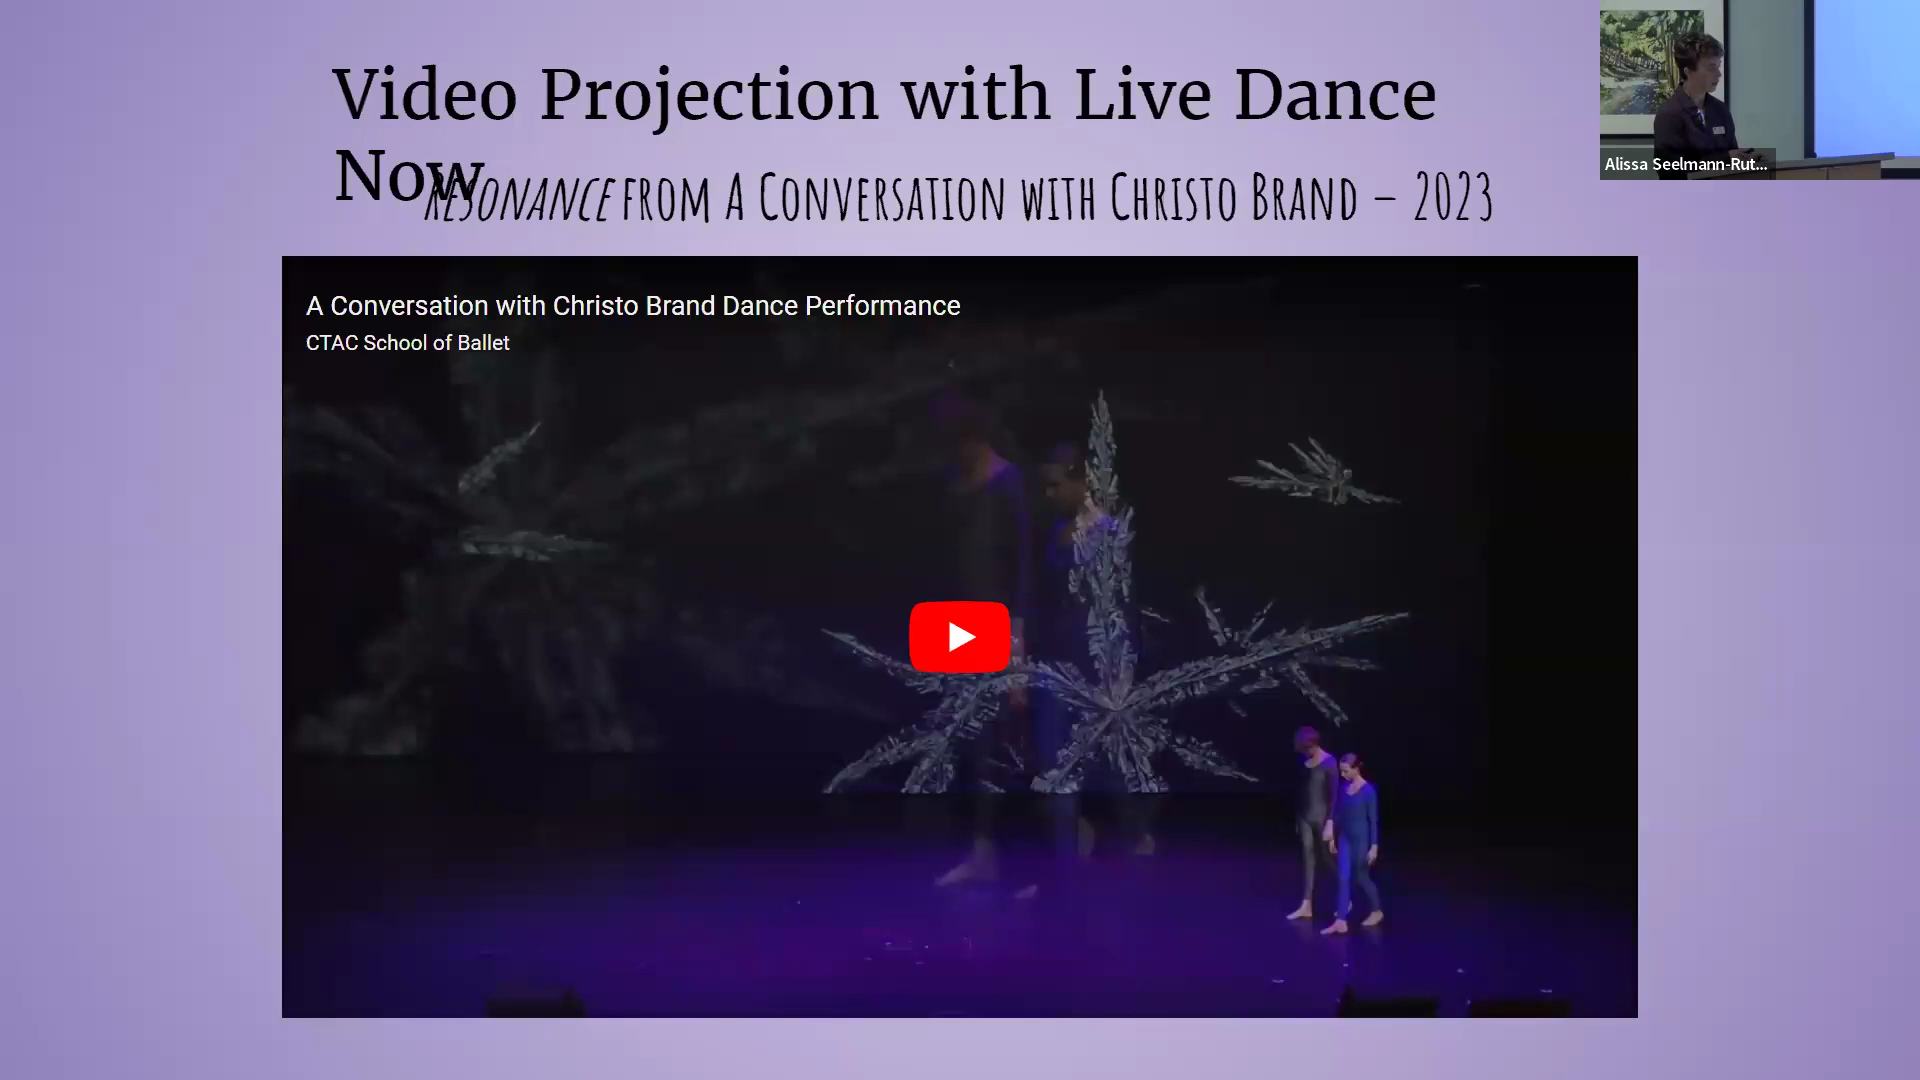 Video Projection with Live Dance
Now
Resonance from A Conversation with Christo Brand – 2023
Alissa Seelmann-Rut...
A Conversation with Christo Brand Dance Performance
CTAC School of Ballet